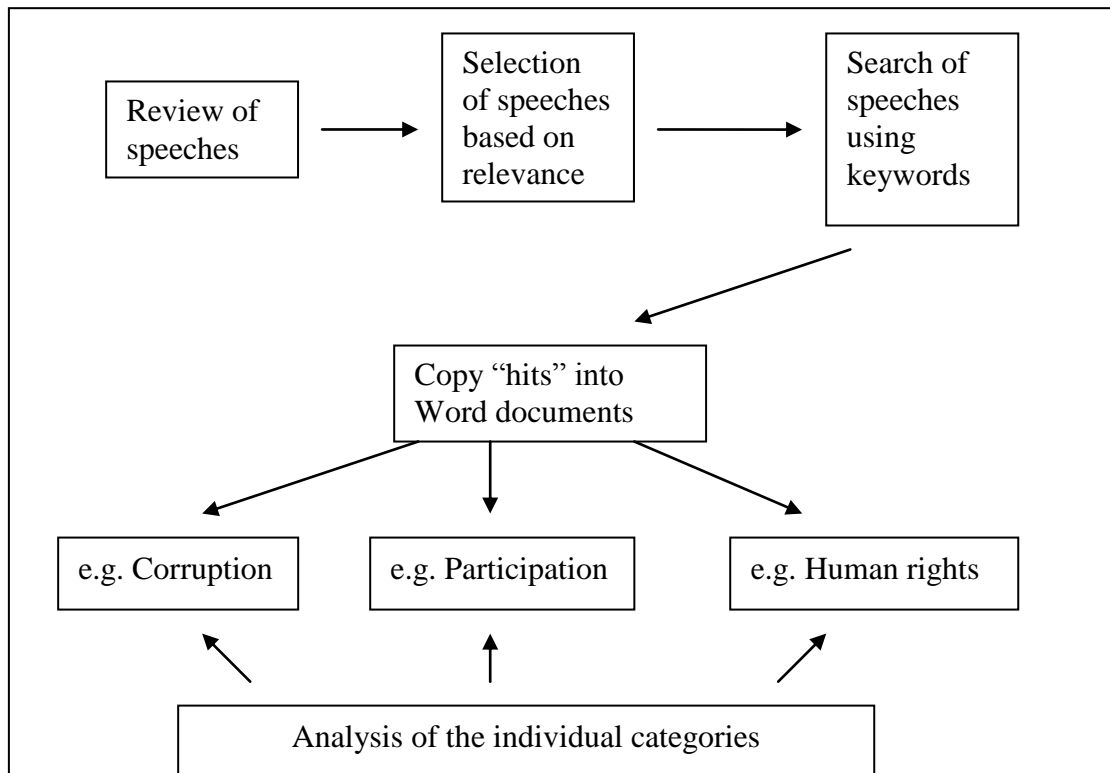 Review of
speeches
Selection
of speeches
based on
relevance
Search of
speeches
using
keywords
Copy “hits” into
Word documents
e.g. Corruption
e.g. Participation
e.g. Human rights
Analysis of the individual categories